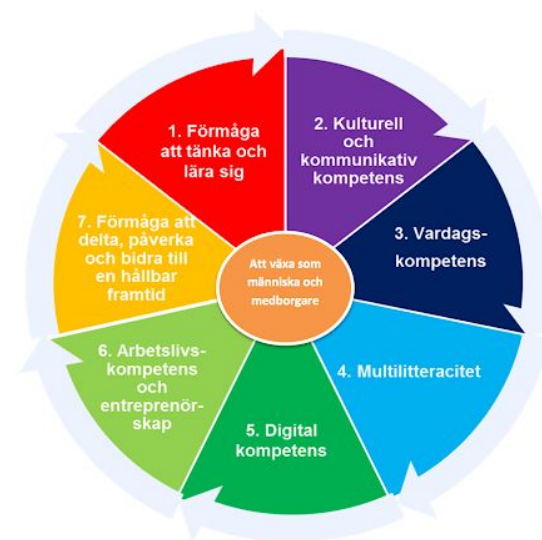 1. Förmåga
att tänka och
lära sig
2. Kulturell
och
kommunikativ
kompetens
3. Vardags-
kompetens
4. Multilitteracitet
5. Digital
kompetens
6. Arbetslivs-
kompetens
och
entreprenör-
skap
7. Förmåga att
delta, påverka
och bidra till
en hållbar
framtid
Att växa som
människa och
medborgare